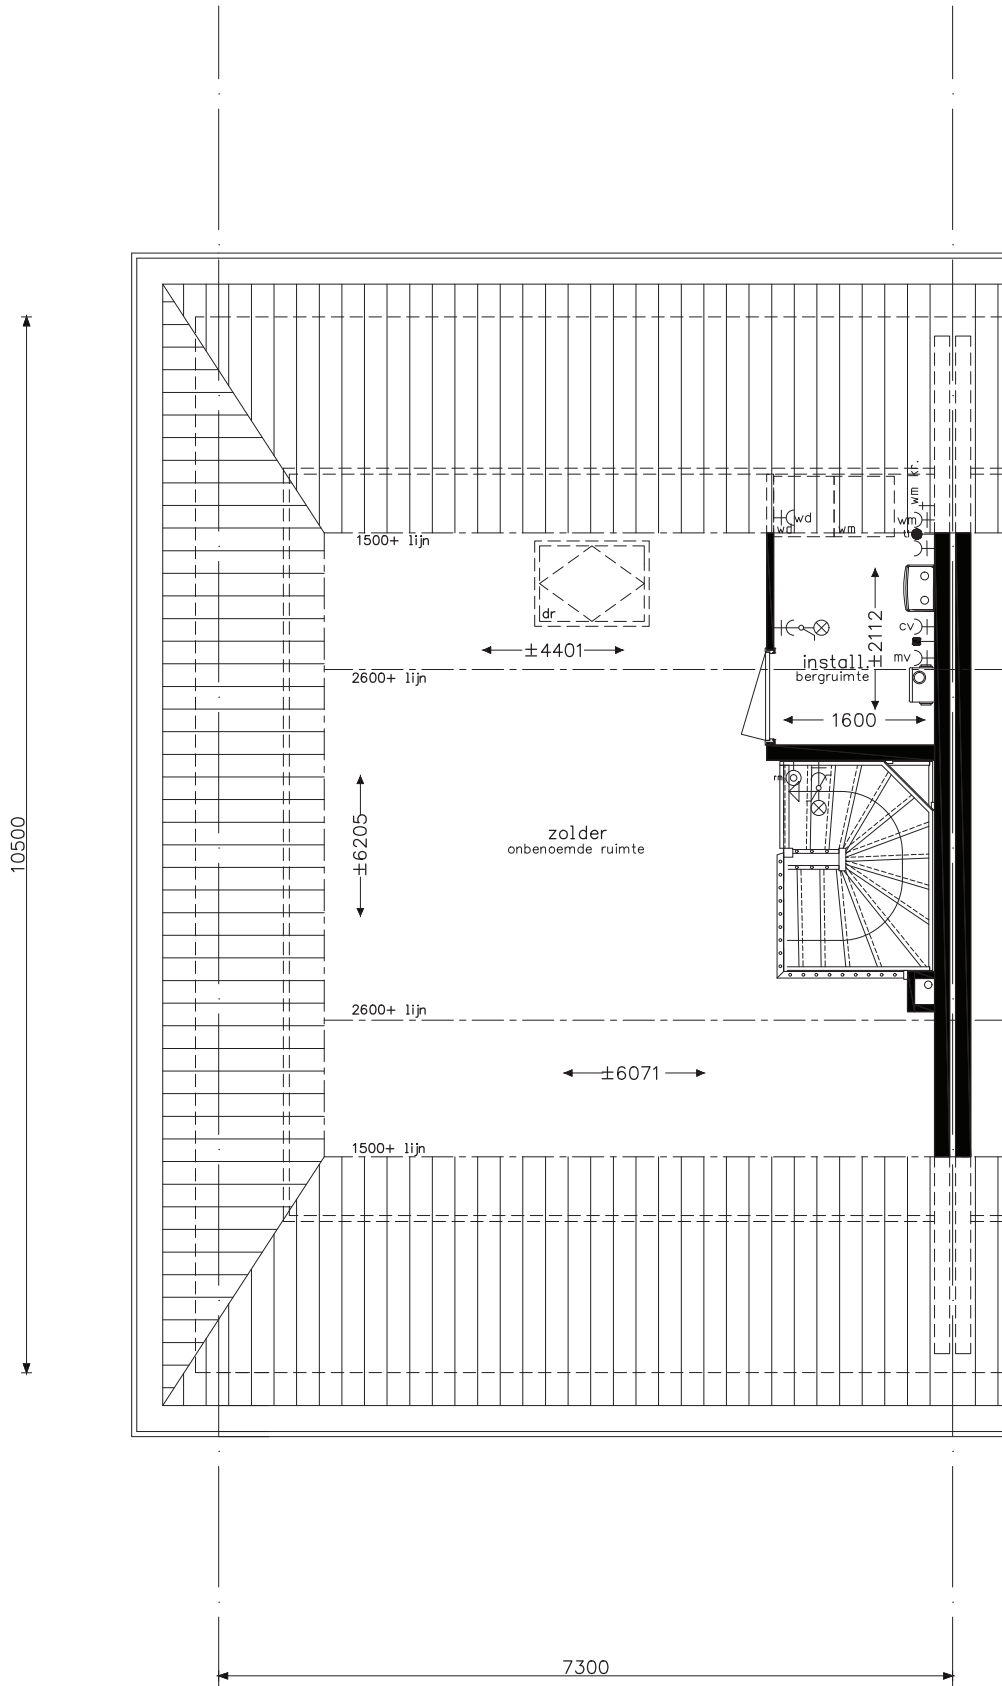 wm kr.
wd
wm
wd
wm
1500+ lijn
dr
±4401
±2112
cv
install.
mv
bergruimte
2600+ lijn
1600
±6205
zolder
onbenoemde ruimte
10500
2600+ lijn
±6071
1500+ lijn
7300